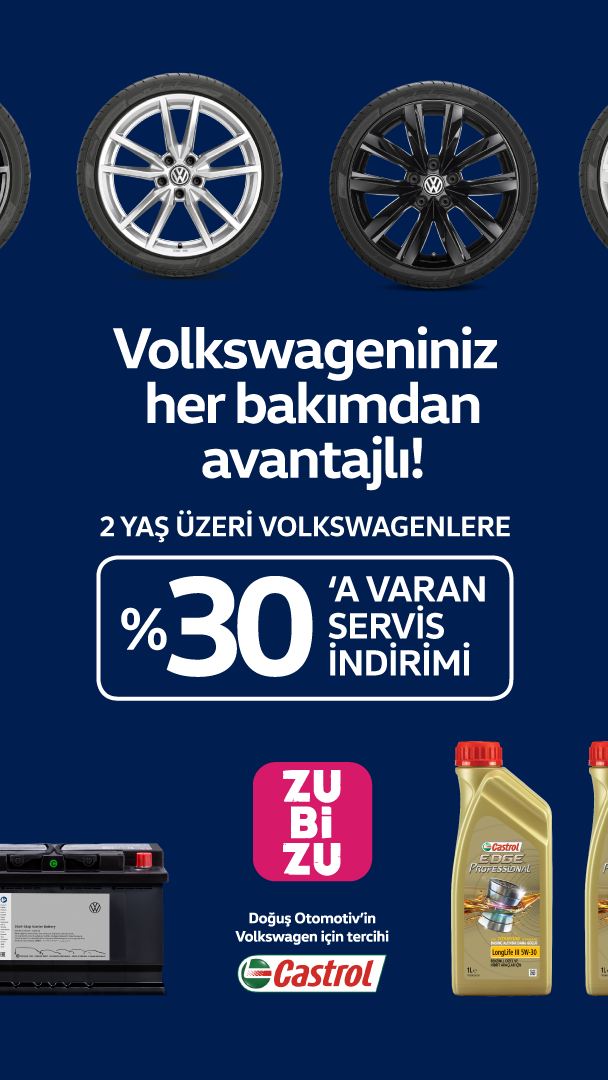 Volkswageniniz
her bakımdan
avantajlı!
2 YAŞ ÜZERİ VOLKSWAGENLERE
%30
'A VARAN
SERVİS
İNDİRİMİ
ZU
Bi
ZU
Doğuş Otomotiv'in
Volkswagen için tercihi
Castrol
Castrol
EDGE
PROFESSIONAL
LongLife III 5W-30
1L
1L